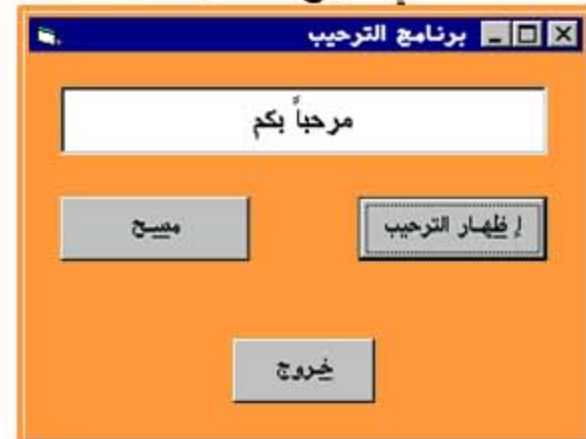 برنامج الترحيب
مرحباً بكم
إظهار الترحيب
مسح
خروج